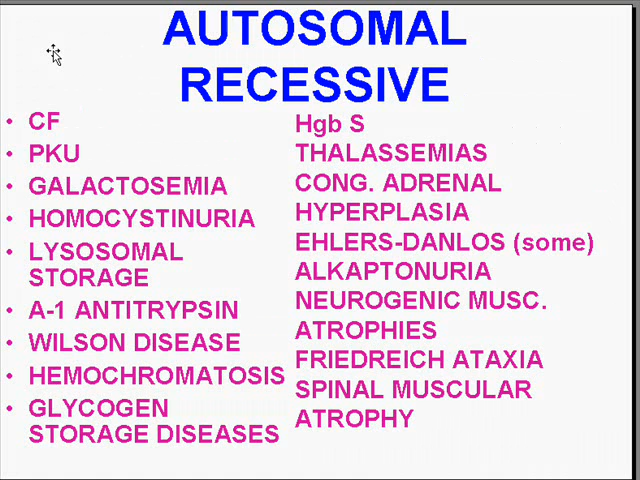 AUTOSOMAL
RECESSIVE
• CF
• PKU
• GALACTOSEMIA
• HOMOCYSTINURIA
• LYSOSOMAL
STORAGE
• A-1 ANTITRYPSIN
• WILSON DISEASE
• HEMOCHROMATOSIS
• GLYCOGEN
STORAGE DISEASES
Hgb S
THALASSEMIAS
CONG. ADRENAL
HYPERPLASIA
EHLERS-DANLOS (some)
ALKAPTONURIA
NEUROGENIC MUSC.
ATROPHIES
FRIEDREICH ATAXIA
SPINAL MUSCULAR
ATROPHY